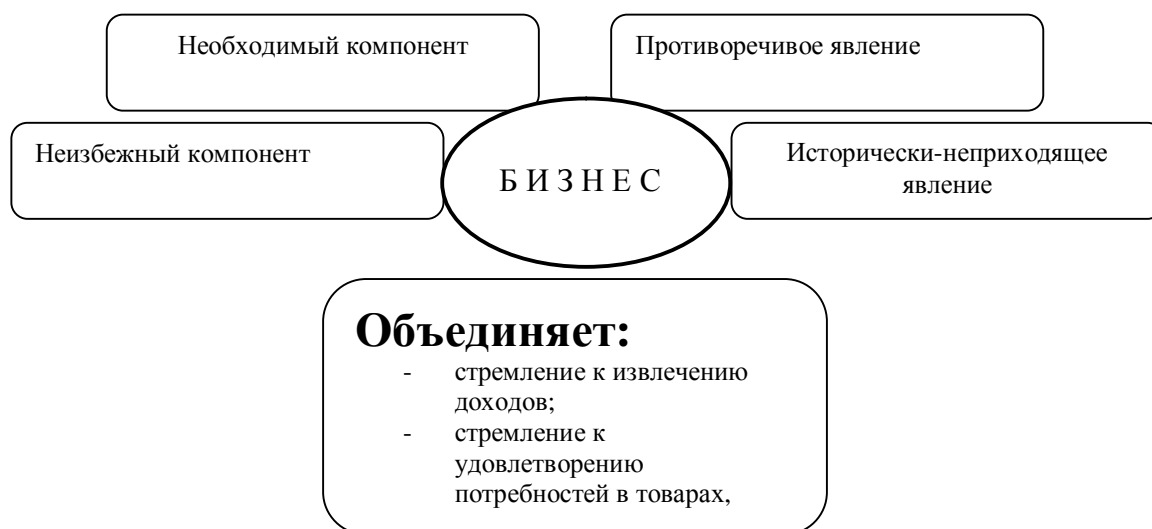 Необходимый компонент
Противоречивое явление
Неизбежный компонент
Б И З Н Е С
Исторически-неприходящее
явление
Объединяет:
- стремление к извлечению
доходов;
- стремление к
удовлетворению
потребностей в товарах,